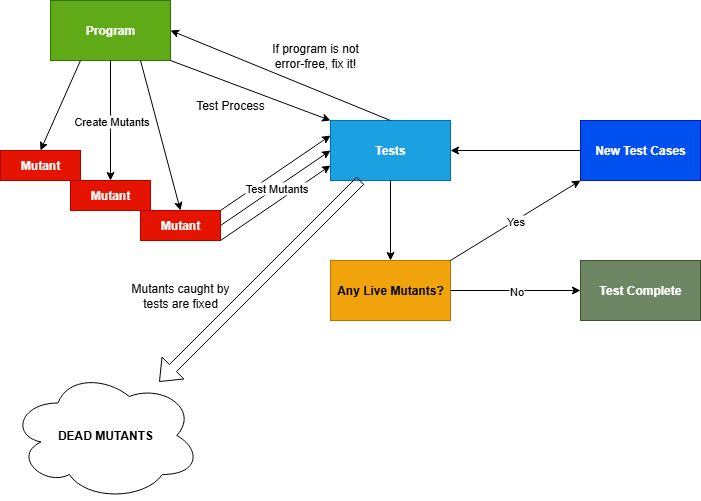 Program
If program is not
error-free, fix it!
Test Process
Create Mutants
Tests
New Test Cases
Mutant
Mutant
Mutant
Test Mutants
Yes
Mutants caught by
tests are fixed
Any Live Mutants?
No
Test Complete
DEAD MUTANTS